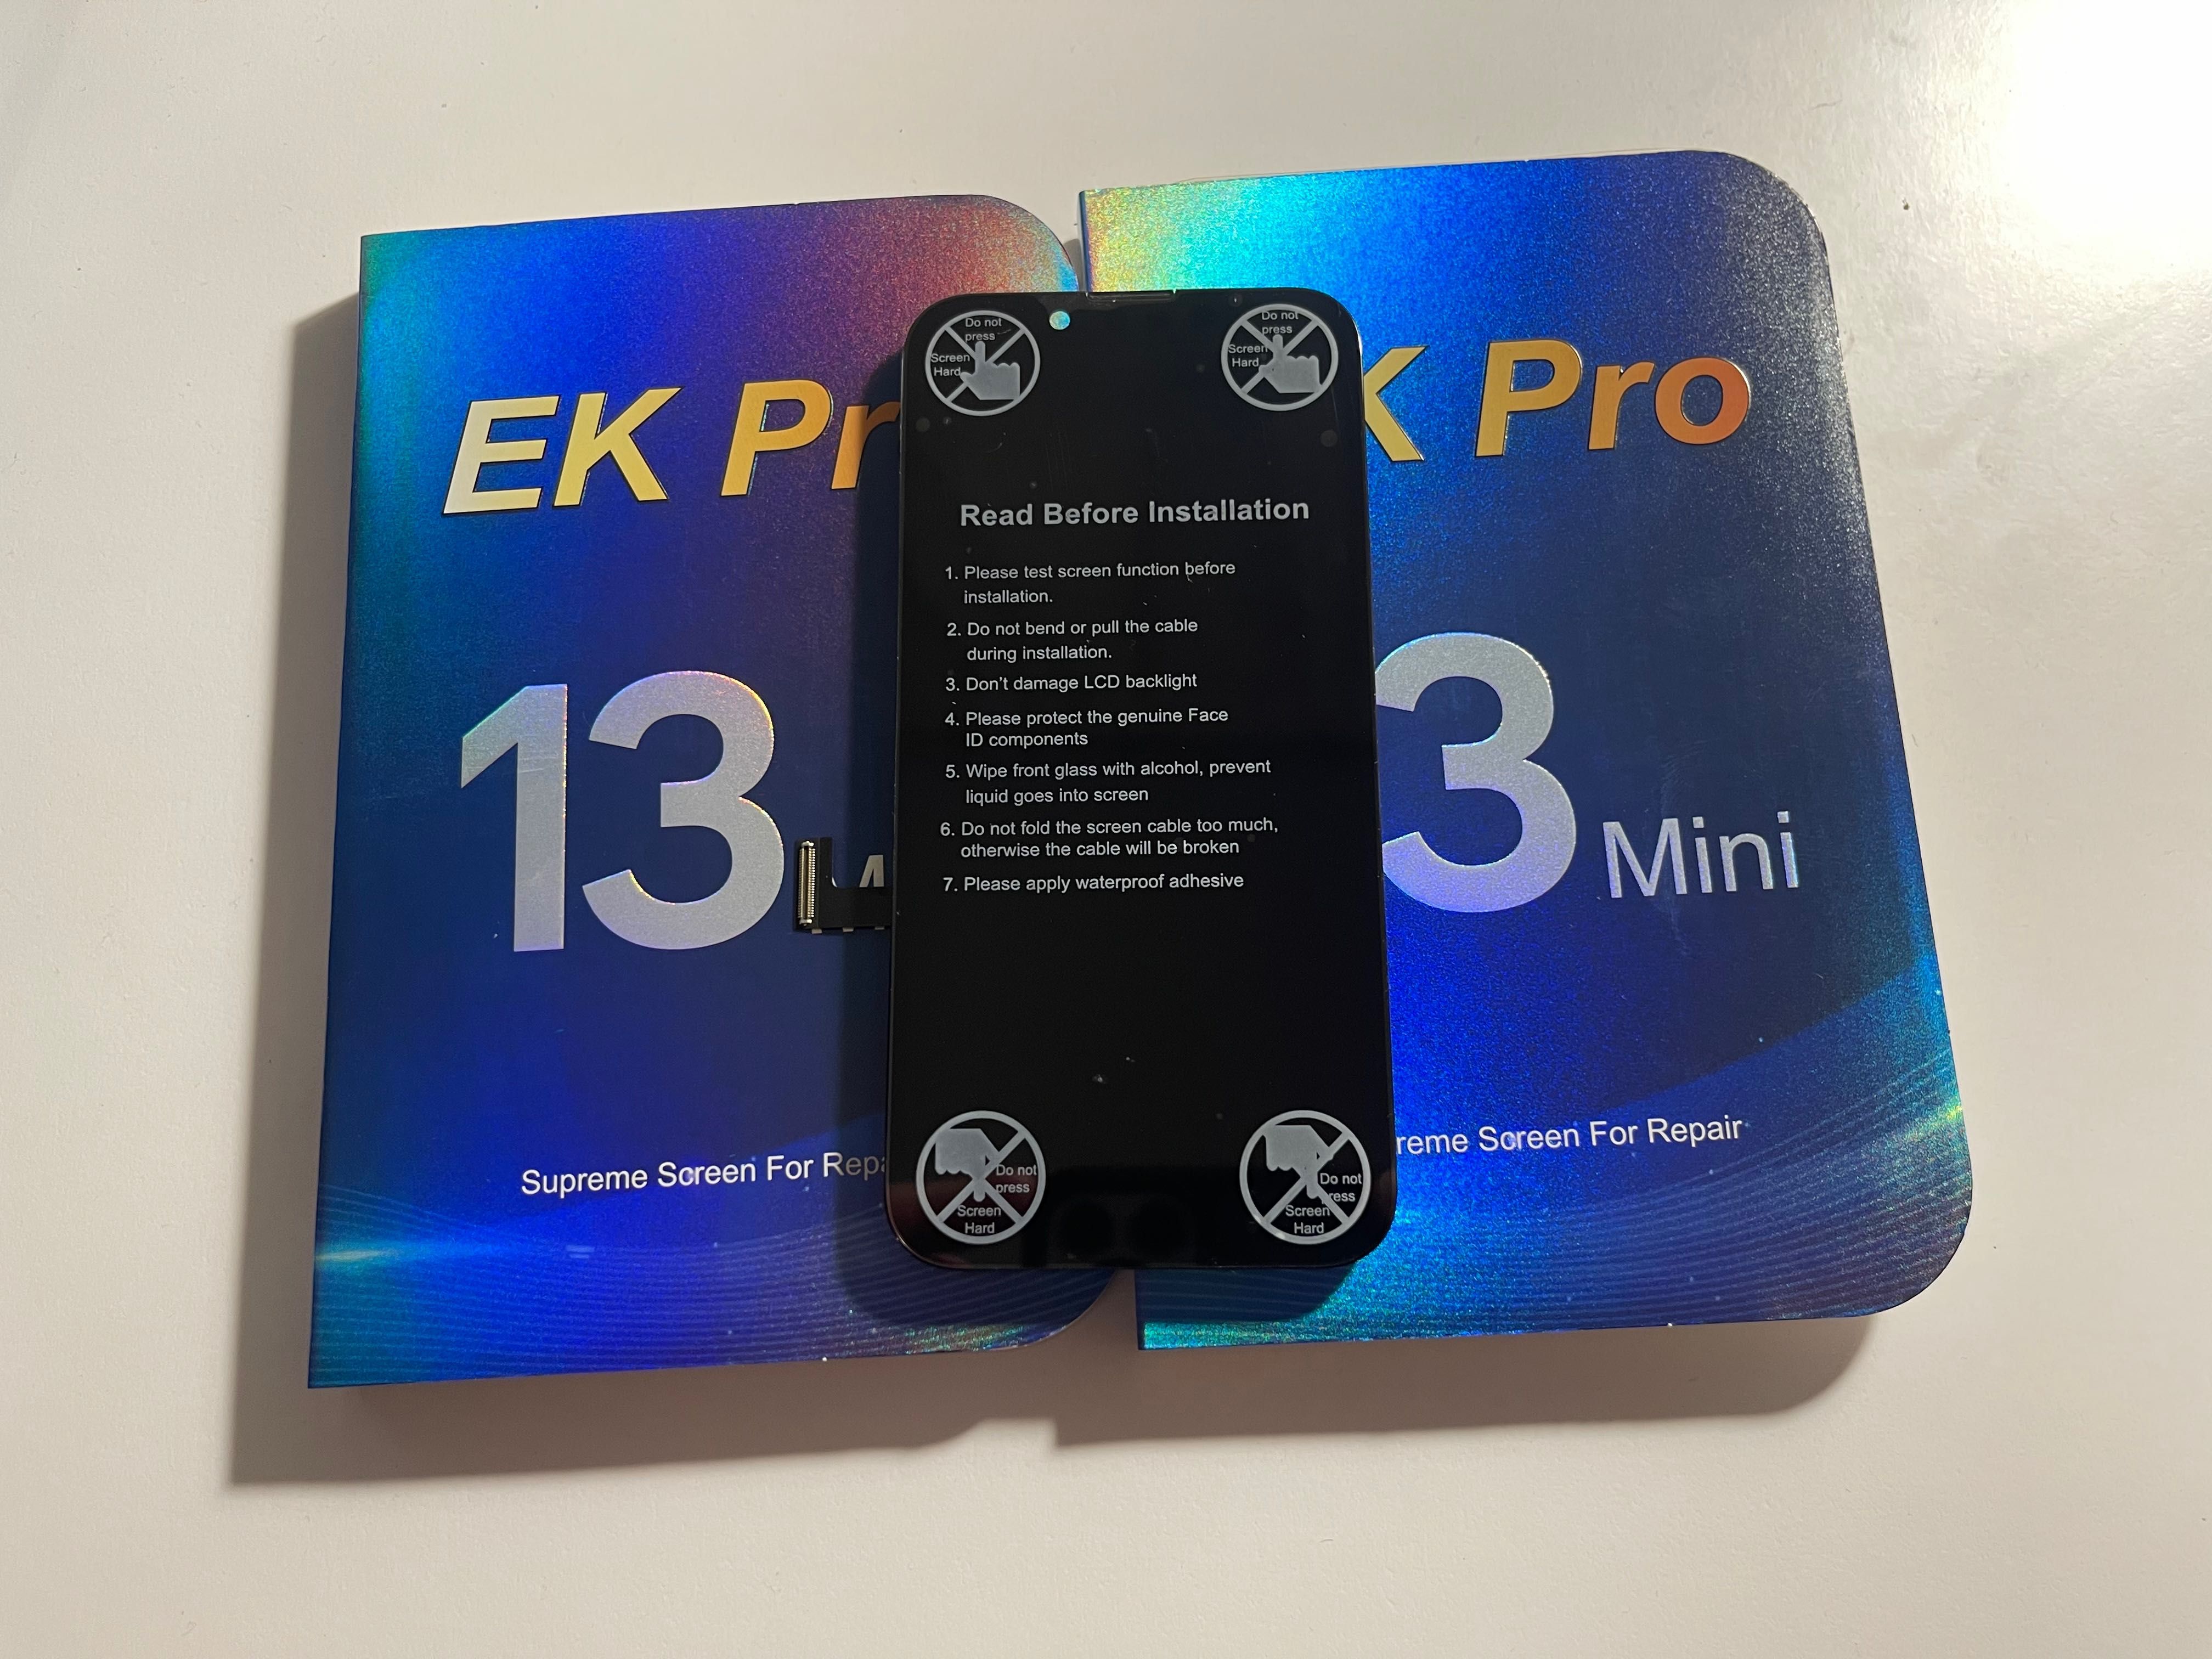 EK Pr
K Pro
13
3 Mini
Supreme Screen For Repa
reme Screen For Repair
Do not
press
Screen
Hard
Do not
press
Screen
Hard
Read Before Installation
1. Please test screen function before
installation.
2. Do not bend or pull the cable
during installation.
3. Don't damage LCD backlight
4. Please protect the genuine Face
ID components
5. Wipe front glass with alcohol, prevent
liquid goes into screen
6. Do not fold the screen cable too much,
otherwise the cable will be broken
7. Please apply waterproof adhesive
Do not
press
Screen
Hard
Do not
press
Screen
Hard